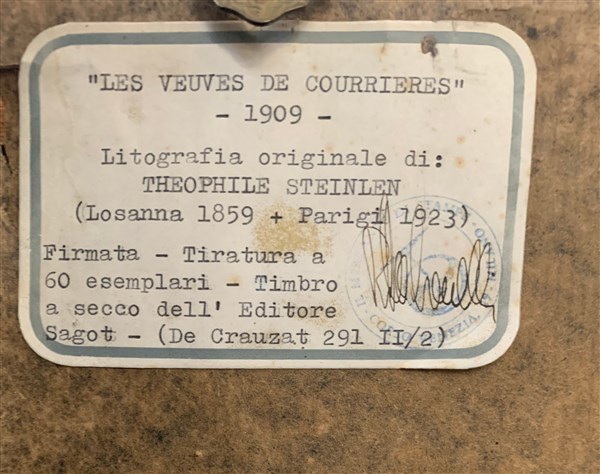 "LES VEUVES DE COURRIERES"
- 1909 -
Litografia originale di:
THEOPHILE STEINLEN
(Losanna 1859 + Parigi 1923)
Firmata - Tiratura a
60 esemplari - Timbro
a secco dell' Editore
Sagot - (De Crauzat 291 II/2)